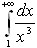 ∫₁^{+∞} dx/x³